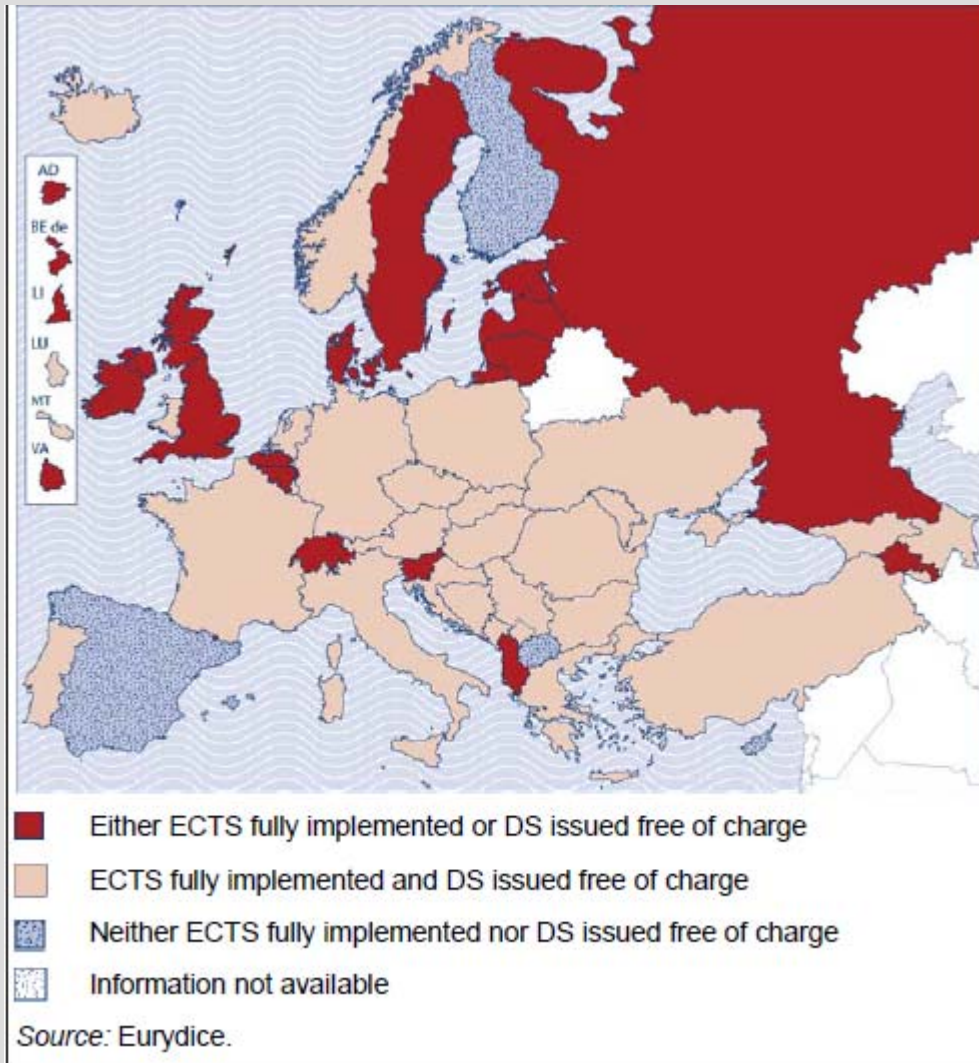 AD
BE de
LI
LU
MT
VA
Either ECTS fully implemented or DS issued free of charge
ECTS fully implemented and DS issued free of charge
Neither ECTS fully implemented nor DS issued free of charge
Information not available
Source: Eurydice.